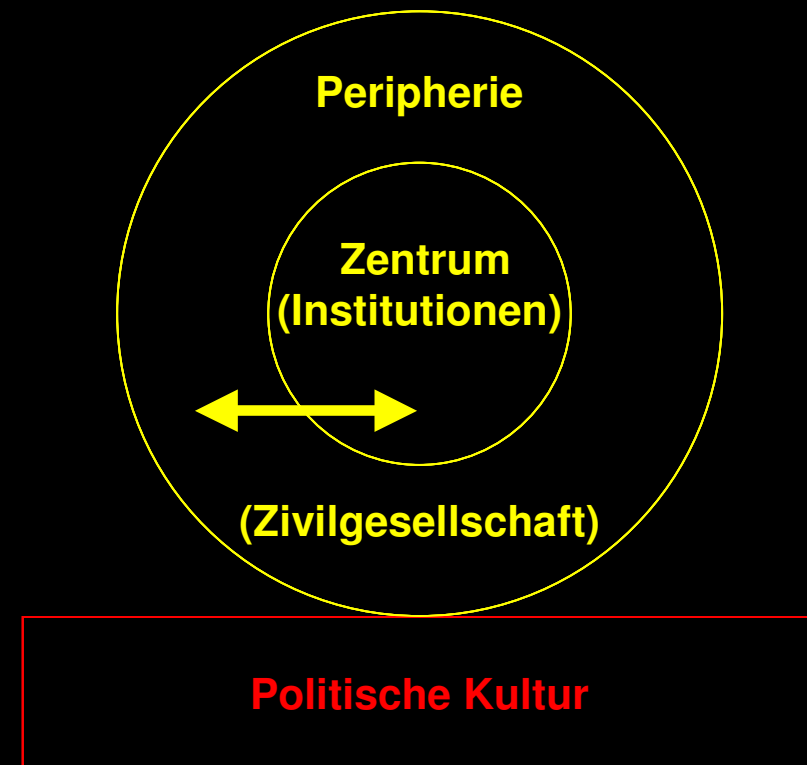 Peripherie
Zentrum
(Institutionen)
(Zivilgesellschaft)
Politische Kultur